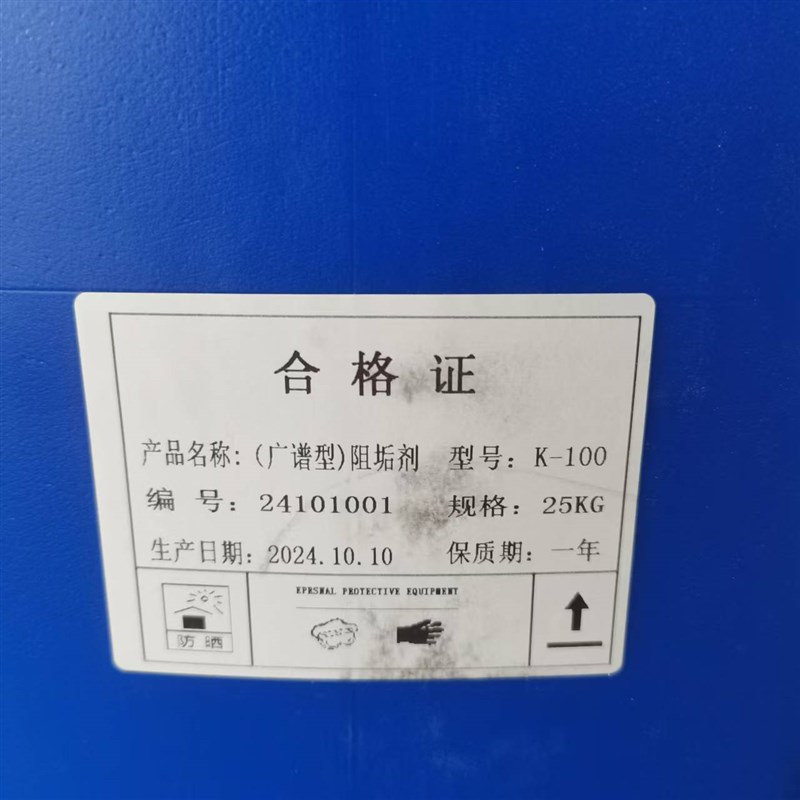 合格证
产品名称:(广谱型)阻垢剂 型号: K-100
编 号: 24101001 规格: 25KG
生产日期: 2024.10.10 保质期: 一年
EPRSNAL PROTECTIVE EQUIPMENT
防晒